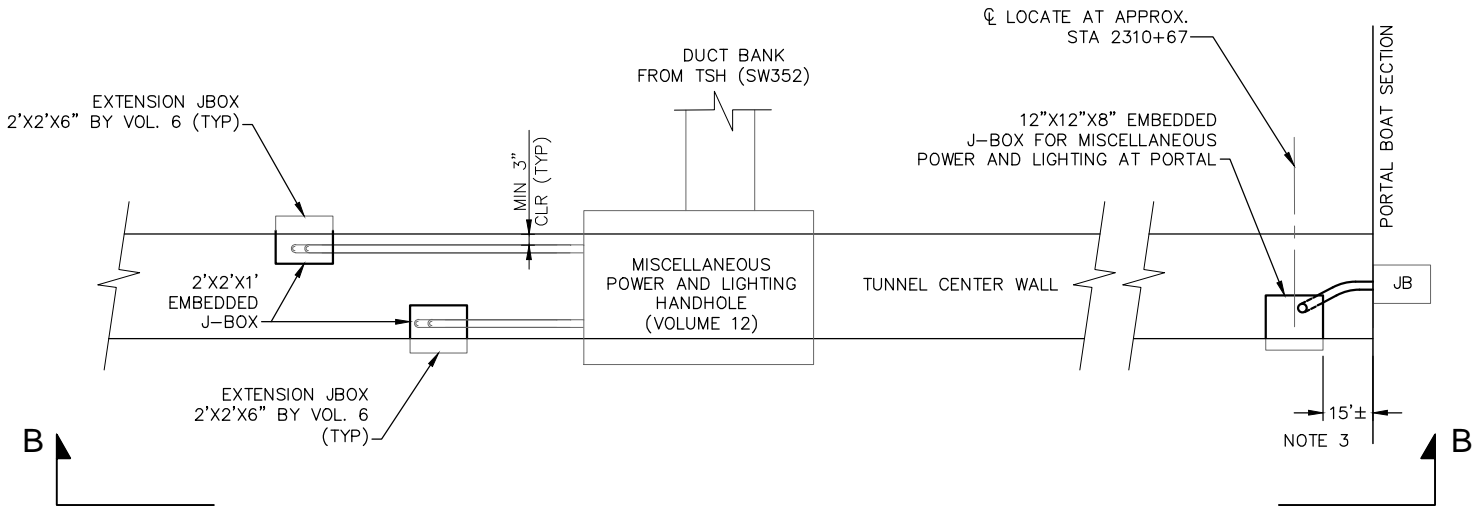 ℄ LOCATE AT APPROX.
STA 2310+67
PORTAL BOAT SECTION
DUCT BANK
FROM TSH (SW352)
EXTENSION JBOX
2'X2'X6" BY VOL. 6 (TYP)
12"X12"X8" EMBEDDED
J-BOX FOR MISCELLANEOUS
POWER AND LIGHTING AT PORTAL
MIN 3"
CLR (TYP)
2'X2'X1'
EMBEDDED
J-BOX
MISCELLANEOUS
POWER AND LIGHTING
HANDHOLE
(VOLUME 12)
TUNNEL CENTER WALL
JB
EXTENSION JBOX
2'X2'X6" BY VOL. 6
(TYP)
15'±
NOTE 3
B
B